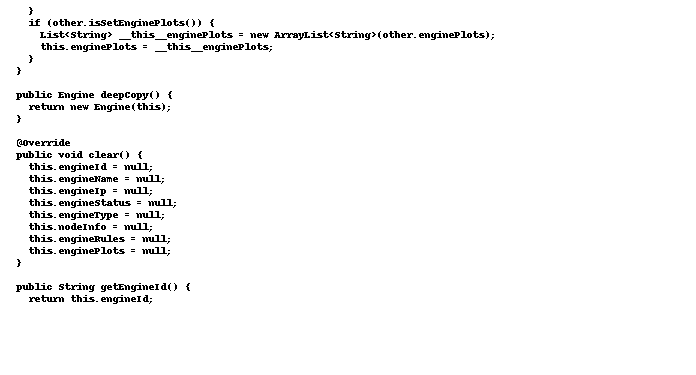 }
  if (other.isSetEnginePlots()) {
    List<String> __this__enginePlots = new ArrayList<String>(other.enginePlots);
    this.enginePlots = __this__enginePlots;
  }
}

public Engine deepCopy() {
  return new Engine(this);
}

@Override
public void clear() {
  this.engineId = null;
  this.engineName = null;
  this.engineIp = null;
  this.engineStatus = null;
  this.engineType = null;
  this.nodeInfo = null;
  this.engineRules = null;
  this.enginePlots = null;
}

public String getEngineId() {
  return this.engineId;